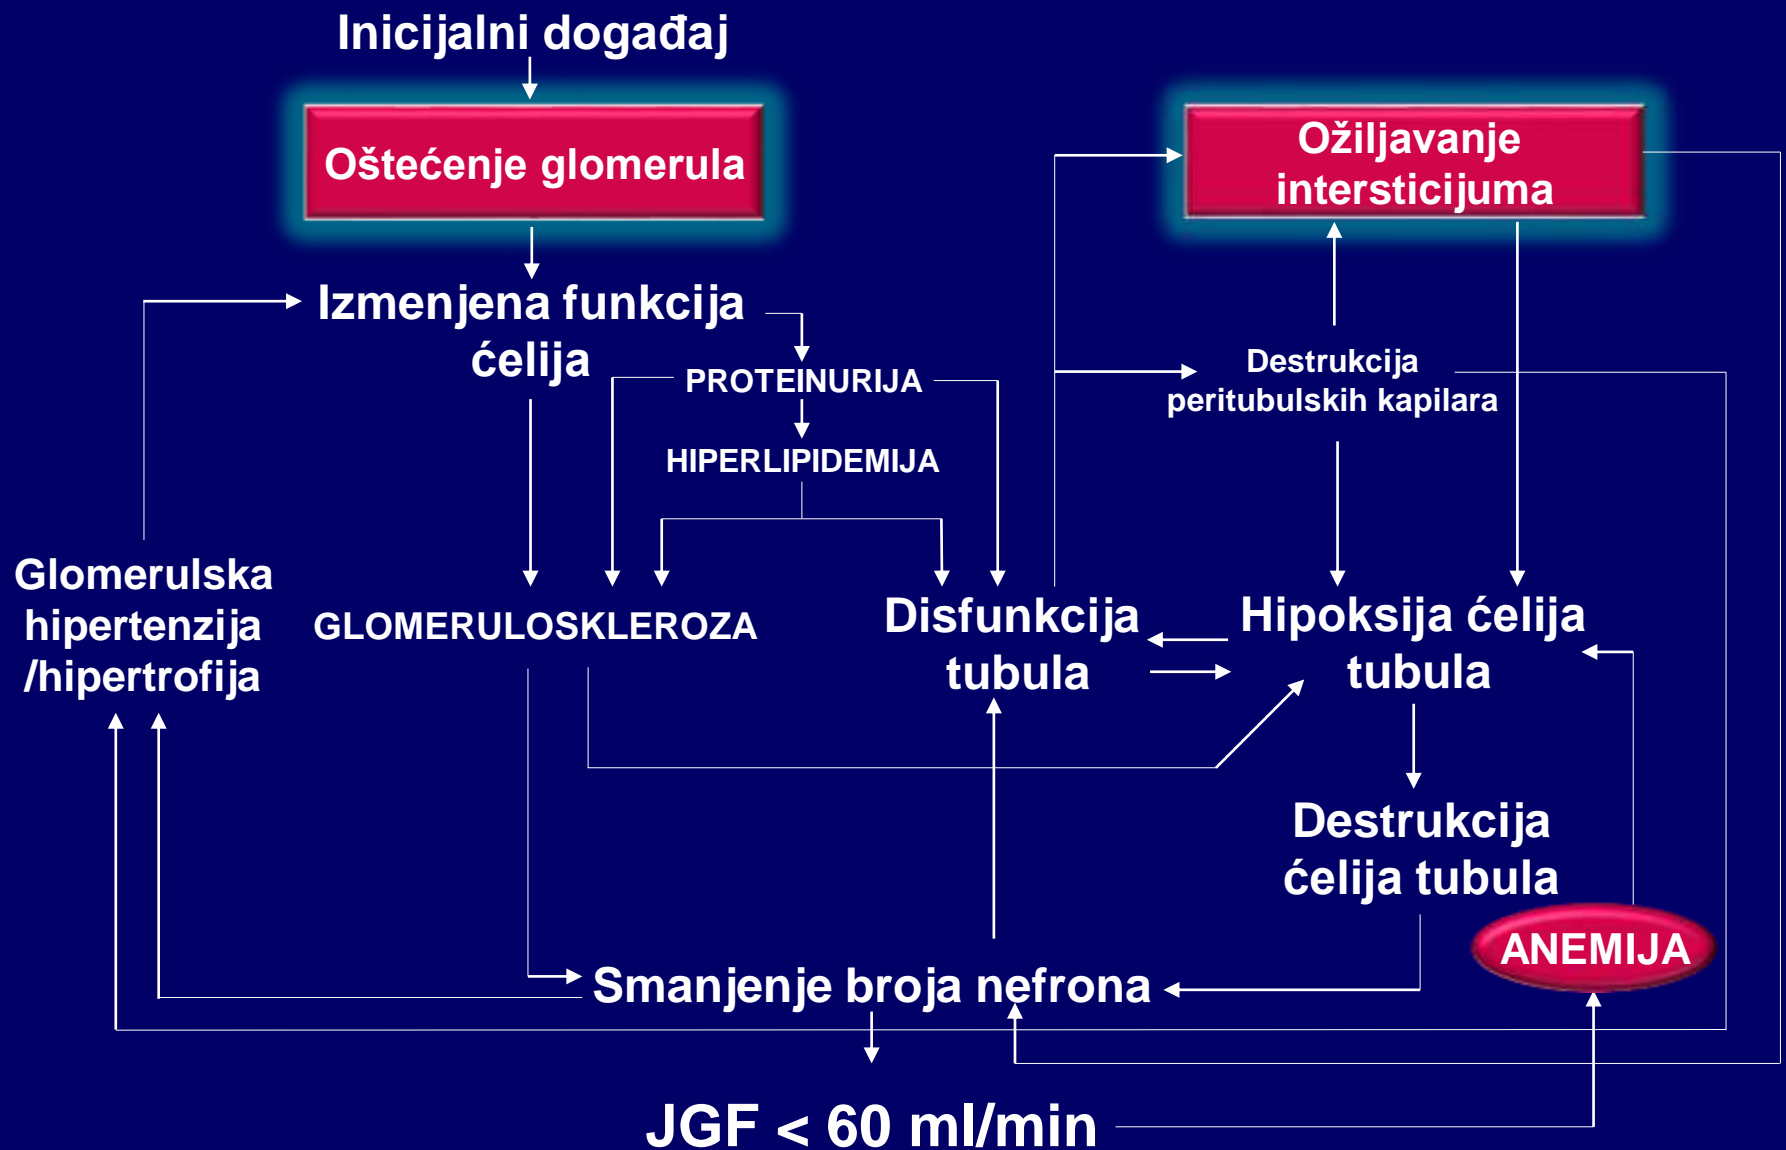 Inicijalni događaj
Oštećenje glomerula
Ožiljavanje
intersticijuma
Izmenjena funkcija
ćelija
PROTEINURIJA
HIPERLIPIDEMIJA
Destrukcija
peritubulskih kapilara
Glomerulska
hipertenzija
/hipertrofija
GLOMERULOSKLEROZA
Disfunkcija
tubula
Hipoksija ćelija
tubula
Destrukcija
ćelija tubula
ANEMIJA
Smanjenje broja nefrona
JGF < 60 ml/min